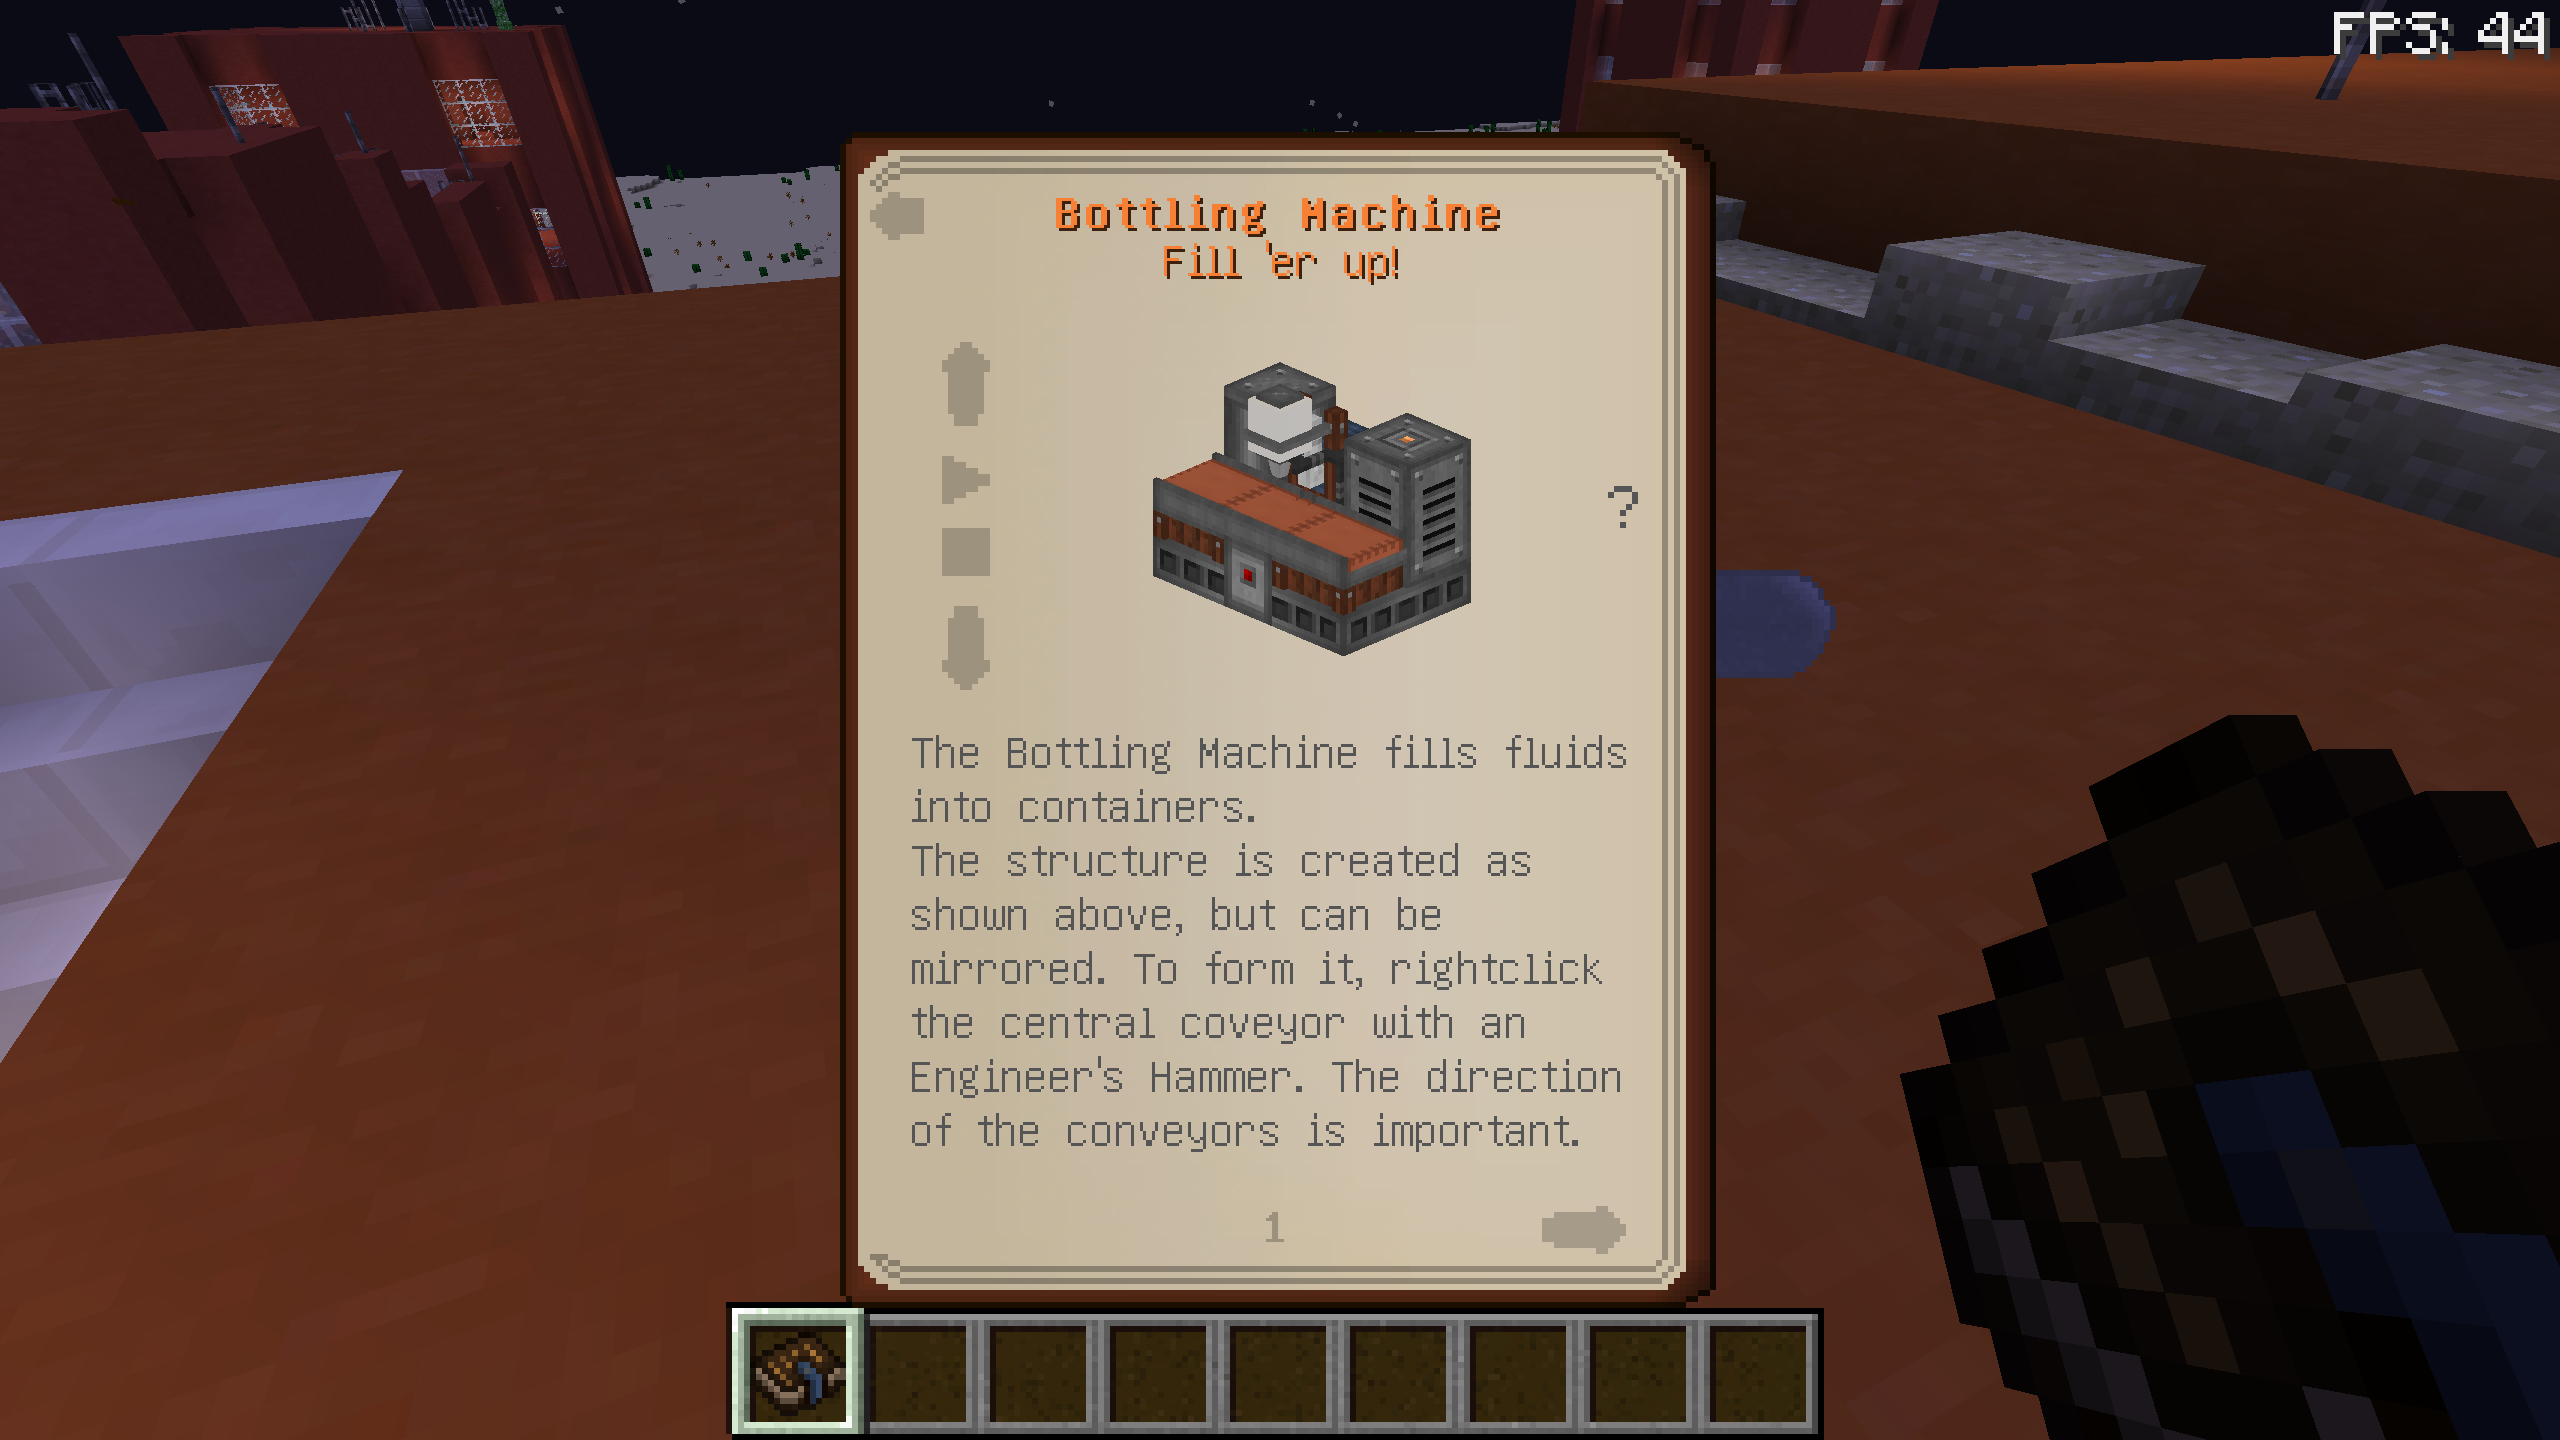 FPS: 44
Bottling Machine
Fill 'er up!
?
The Bottling Machine fills fluids
into containers.
The structure is created as
shown above, but can be
mirrored. To form it, rightclick
the central coveyor with an
Engineer's Hammer. The direction
of the conveyors is important.
1